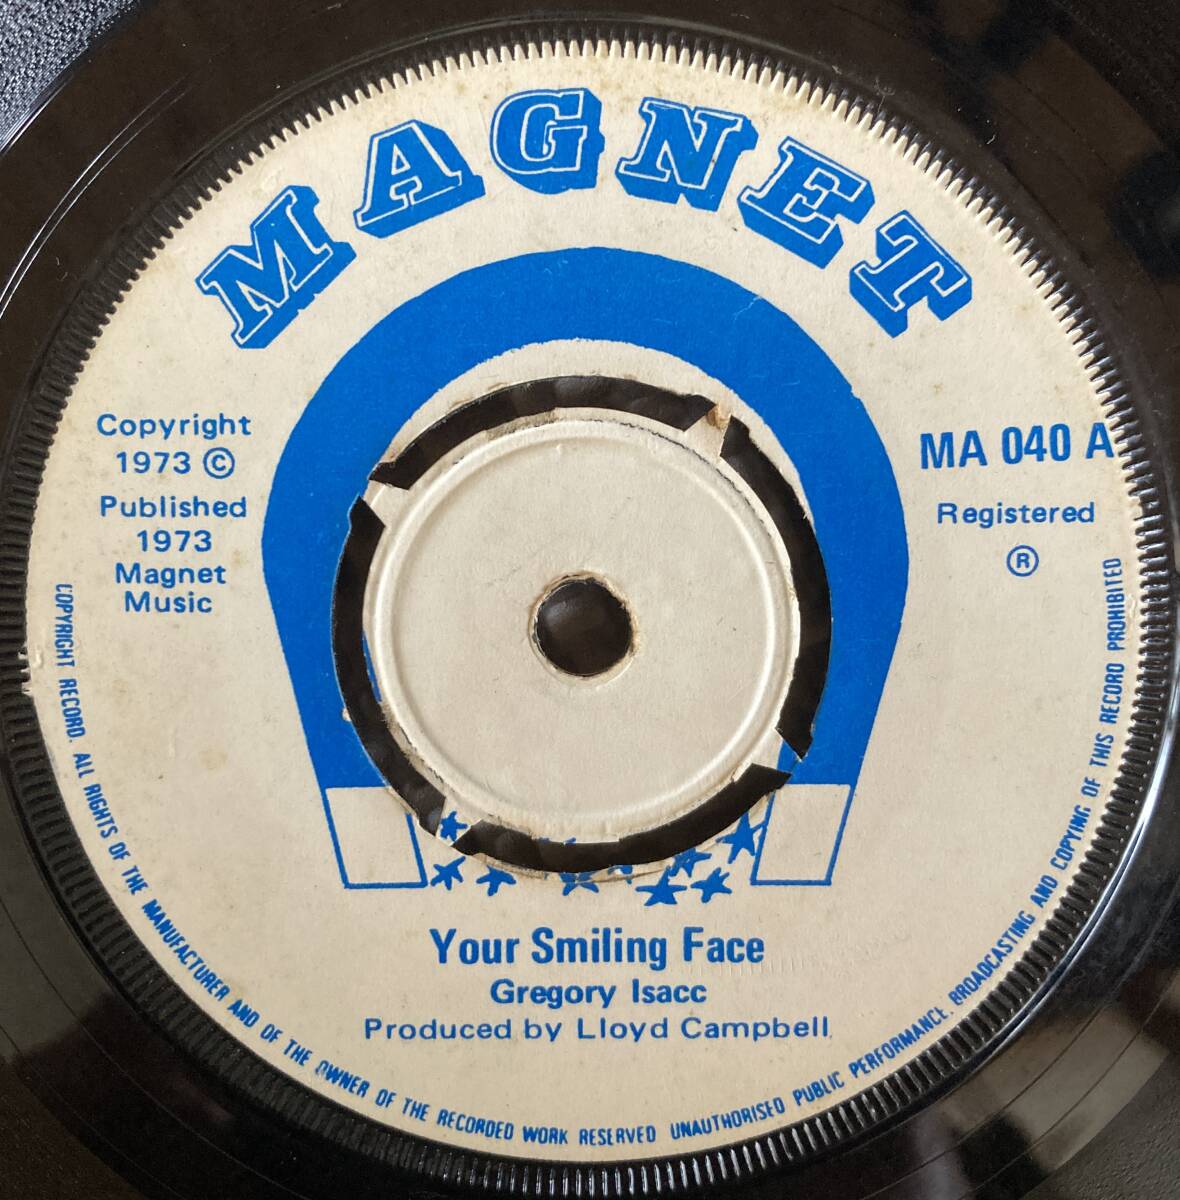 MAGNET
Copyright
1973 ©
Published
1973
Magnet
Music
MA 040 A
Registered
®
Your Smiling Face
Gregory Isacc
Produced by Lloyd Campbell
COPYRIGHT RECORD. ALL RIGHTS OF THE MANUFACTURER AND OF THE OWNER OF THE RECORDED WORK RESERVED UNAUTHORISED PUBLIC PERFORMANCE. BROADCASTING AND COPYING OF THIS RECORD PROHIBITED